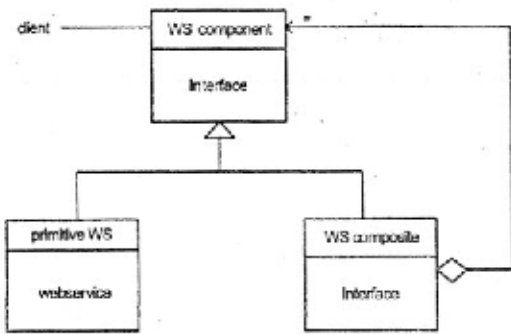 client
WS component
*
Interface
primitive WS
webservice
WS composite
Interface